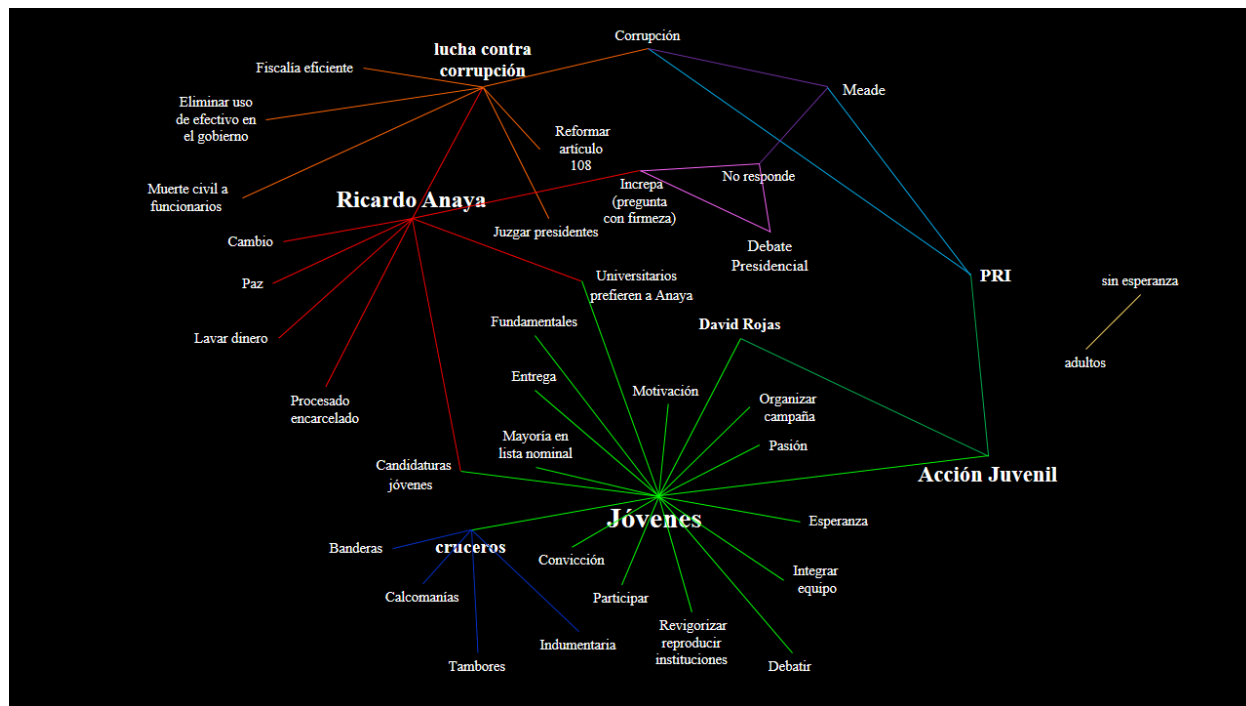 Corrupción
lucha contra
corrupción
Fiscalía eficiente
Meade
Eliminar uso
de efectivo en
el gobierno
Reformar
artículo
108
No responde
Muerte civil a
funcionarios
Ricardo Anaya
Increpa
(pregunta
con firmeza)
Juzgar presidentes
Cambio
Debate
Presidencial
Paz
Universitarios
prefieren a Anaya
PRI
sin esperanza
Fundamentales
David Rojas
Lavar dinero
adultos
Entrega
Motivación
Organizar
campaña
Procesado
encarcelado
Mayoría en
lista nominal
Pasión
Candidaturas
jóvenes
Acción Juvenil
Jóvenes
Esperanza
Banderas
cruceros
Convicción
Integrar
equipo
Calcomanías
Participar
Revigorizar
reproducir
instituciones
Indumentaria
Tambores
Debatir